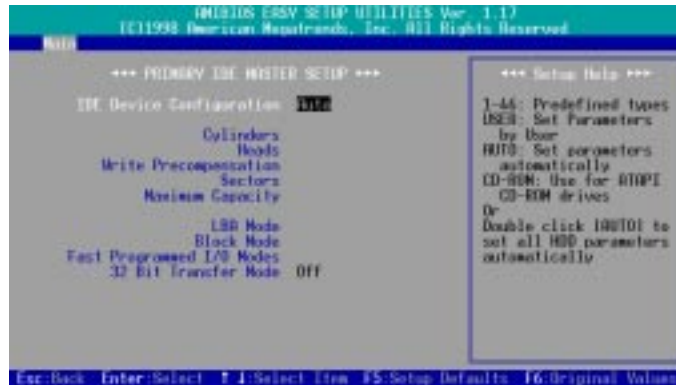 AMIBIOS EASY SETUP UTILITIES Ver. 1.17
(C)1998 American Megatrends, Inc. All Rights Reserved
Main
*** PRIMARY IDE MASTER SETUP ***
IDE Device Configuration Auto
Cylinders
Heads
Write Precompensation
Sectors
Maximum Capacity
LBA Mode
Block Mode
Fast Programmed I/O Modes
32 Bit Transfer Mode Off
*** Setup Help ***
1-46: Predefined types
USER: Set Parameters
by User
AUTO: Set parameters
automatically
CD-ROM: Use for ATAPI
CD-ROM drives
Or
Double click [AUTO] to
set all HDD parameters
automatically
Esc:Back Enter:Select ↑↓:Select Item F5:Setup Defaults F6:Original Values